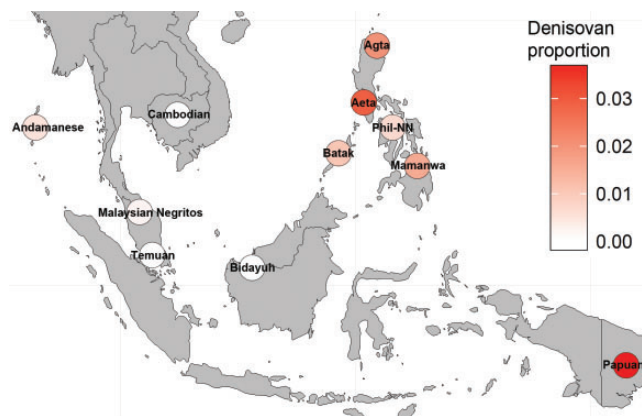 Denisovan
proportion
0.03
0.02
0.01
0.00
Agta
Aeta
Cambodian
Andamanese
Phil-NN
Batak
Mamanwa
Malaysian Negritos
Temuan
Bidayuh
Papuan